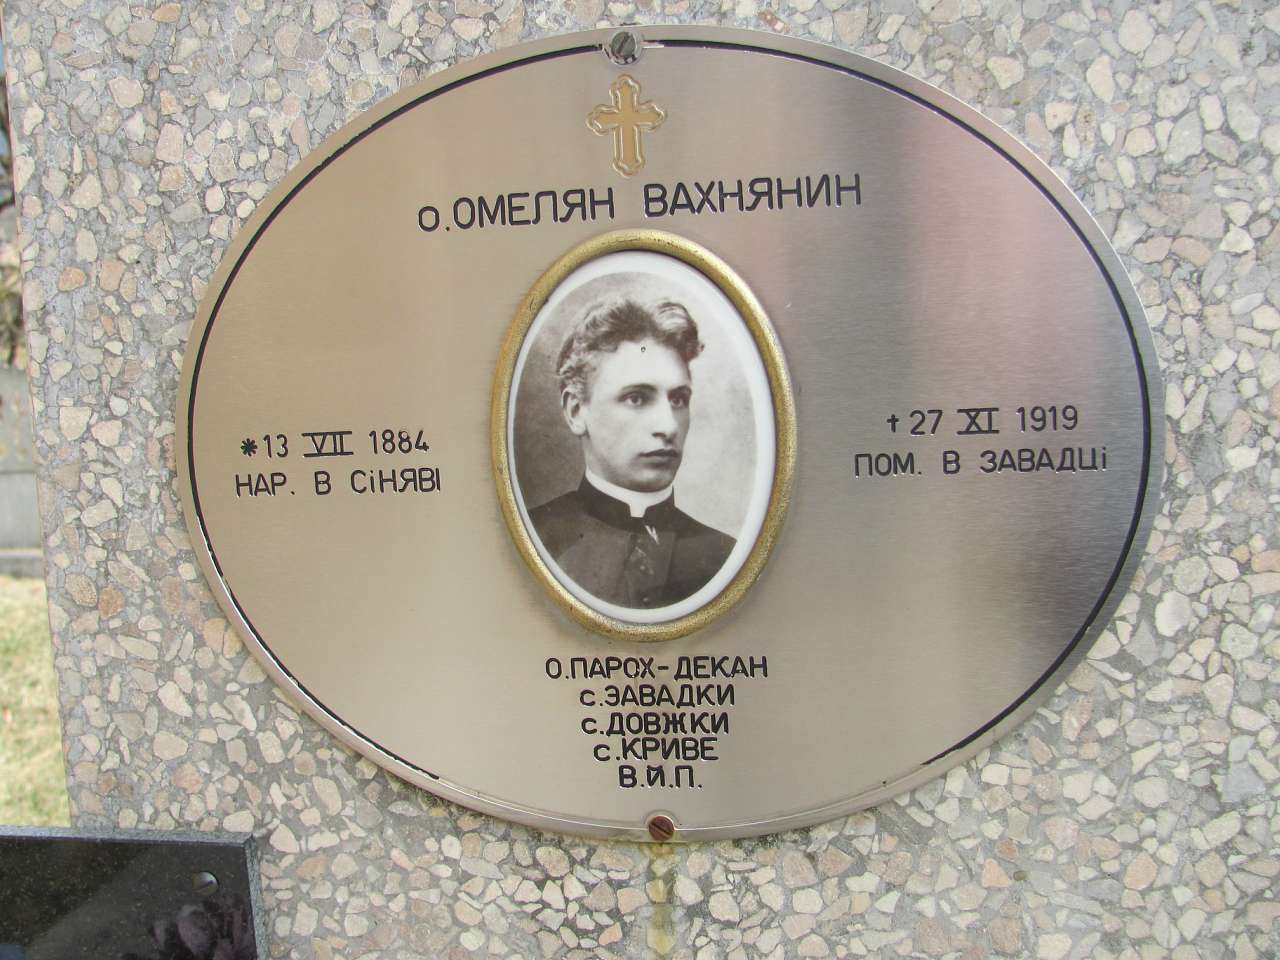 о.ОМЕЛЯН ВАХНЯНИН
*13 VII 1884
НАР. В СіНЯВІ
† 27 XI 1919
ПОМ. В ЗАВАДЦі
О.ПАРОХ-ДЕКАН
с.ЗАВАДКИ
с.ДОВЖКИ
с.КРИВЕ
В.Й.П.